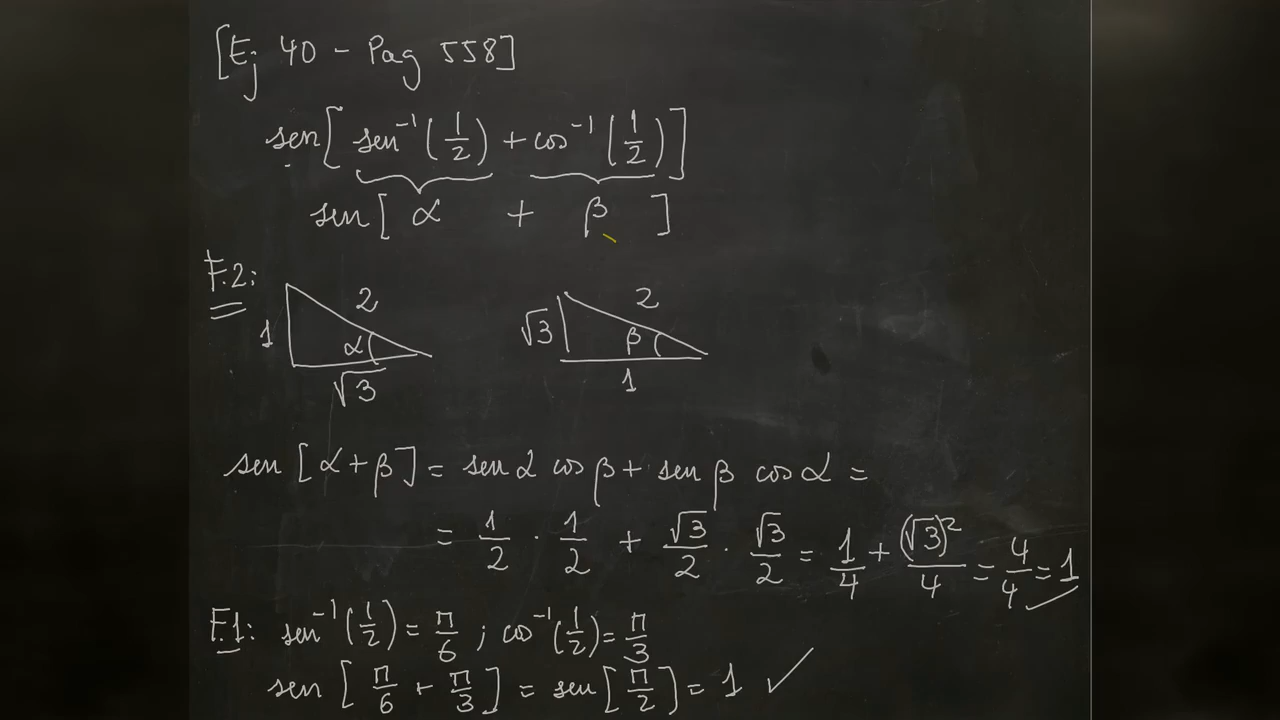 [Ej 40 - Pag 558]
sen[sen⁻¹(1/2) + cos⁻¹(1/2)]
sen[ α + β ]
F.2:
1 2 α √3
√3 2 β 1
sen [α+β] = sen α cos β + sen β cos α =
= 1/2 · 1/2 + √3/2 · √3/2 = 1/4 + (√3)²/4 = 4/4 = 1
F.1: sen⁻¹(1/2) = π/6 ; cos⁻¹(1/2) = π/3
sen [π/6 + π/3] = sen[π/2] = 1 ✓